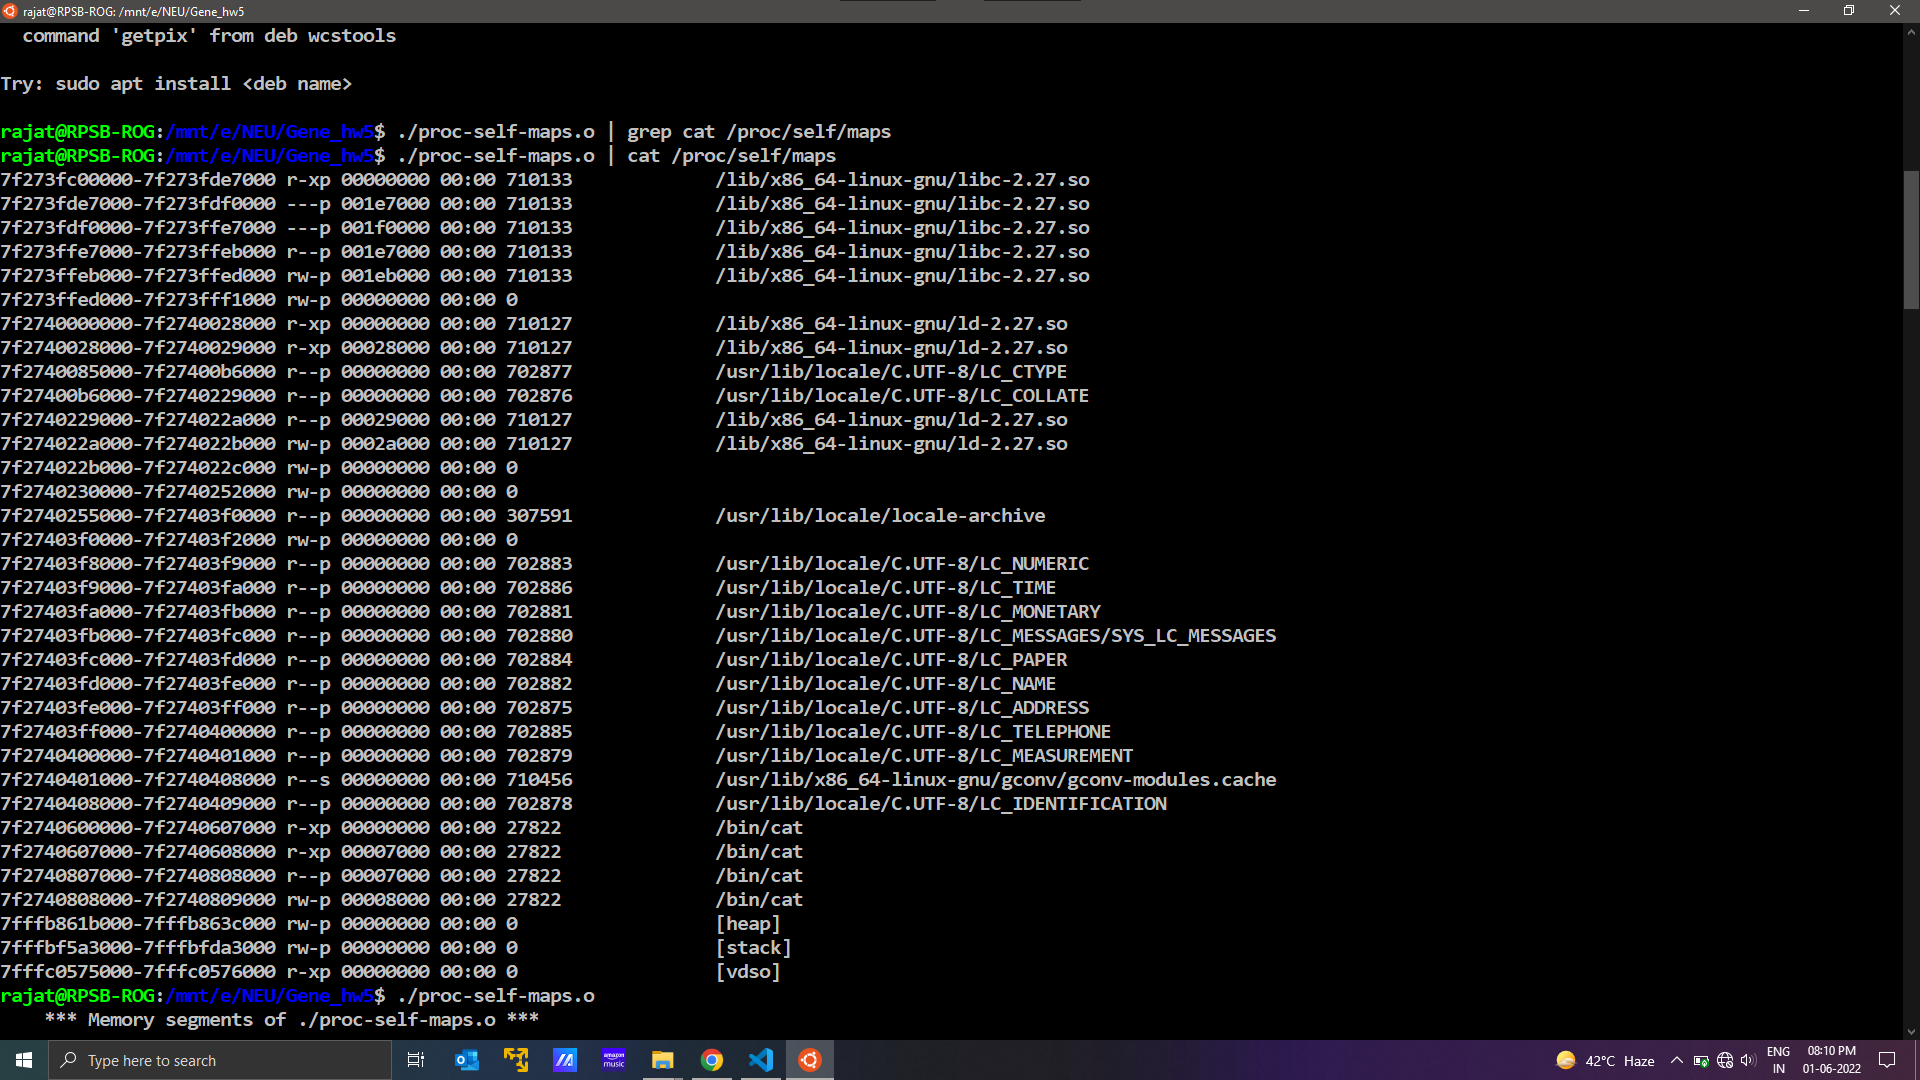 rajat@RPSB-ROG: /mnt/e/NEU/Gene_hw5
command 'getpix' from deb wcstools
Try: sudo apt install <deb name>
rajat@RPSB-ROG:/mnt/e/NEU/Gene_hw5$ ./proc-self-maps.o | grep cat /proc/self/maps
rajat@RPSB-ROG:/mnt/e/NEU/Gene_hw5$ ./proc-self-maps.o | cat /proc/self/maps
7f273fc00000-7f273fde7000 r-xp 00000000 00:00 710133 /lib/x86_64-linux-gnu/libc-2.27.so
7f273fde7000-7f273fdf0000 ---p 001e7000 00:00 710133 /lib/x86_64-linux-gnu/libc-2.27.so
7f273fdf0000-7f273ffe7000 ---p 001f0000 00:00 710133 /lib/x86_64-linux-gnu/libc-2.27.so
7f273ffe7000-7f273ffeb000 r--p 001e7000 00:00 710133 /lib/x86_64-linux-gnu/libc-2.27.so
7f273ffeb000-7f273ffed000 rw-p 001eb000 00:00 710133 /lib/x86_64-linux-gnu/libc-2.27.so
7f273ffed000-7f273fff1000 rw-p 00000000 00:00 0
7f2740000000-7f2740028000 r-xp 00000000 00:00 710127 /lib/x86_64-linux-gnu/ld-2.27.so
7f2740028000-7f2740029000 r-xp 00028000 00:00 710127 /lib/x86_64-linux-gnu/ld-2.27.so
7f2740085000-7f27400b6000 r--p 00000000 00:00 702877 /usr/lib/locale/C.UTF-8/LC_CTYPE
7f27400b6000-7f2740229000 r--p 00000000 00:00 702876 /usr/lib/locale/C.UTF-8/LC_COLLATE
7f2740229000-7f274022a000 r--p 00029000 00:00 710127 /lib/x86_64-linux-gnu/ld-2.27.so
7f274022a000-7f274022b000 rw-p 0002a000 00:00 710127 /lib/x86_64-linux-gnu/ld-2.27.so
7f274022b000-7f274022c000 rw-p 00000000 00:00 0
7f2740230000-7f2740252000 rw-p 00000000 00:00 0
7f2740255000-7f27403f0000 r--p 00000000 00:00 307591 /usr/lib/locale/locale-archive
7f27403f0000-7f27403f2000 rw-p 00000000 00:00 0
7f27403f8000-7f27403f9000 r--p 00000000 00:00 702883 /usr/lib/locale/C.UTF-8/LC_NUMERIC
7f27403f9000-7f27403fa000 r--p 00000000 00:00 702886 /usr/lib/locale/C.UTF-8/LC_TIME
7f27403fa000-7f27403fb000 r--p 00000000 00:00 702881 /usr/lib/locale/C.UTF-8/LC_MONETARY
7f27403fb000-7f27403fc000 r--p 00000000 00:00 702880 /usr/lib/locale/C.UTF-8/LC_MESSAGES/SYS_LC_MESSAGES
7f27403fc000-7f27403fd000 r--p 00000000 00:00 702884 /usr/lib/locale/C.UTF-8/LC_PAPER
7f27403fd000-7f27403fe000 r--p 00000000 00:00 702882 /usr/lib/locale/C.UTF-8/LC_NAME
7f27403fe000-7f27403ff000 r--p 00000000 00:00 702875 /usr/lib/locale/C.UTF-8/LC_ADDRESS
7f27403ff000-7f2740400000 r--p 00000000 00:00 702885 /usr/lib/locale/C.UTF-8/LC_TELEPHONE
7f2740400000-7f2740401000 r--p 00000000 00:00 702879 /usr/lib/locale/C.UTF-8/LC_MEASUREMENT
7f2740401000-7f2740408000 r--s 00000000 00:00 710456 /usr/lib/x86_64-linux-gnu/gconv/gconv-modules.cache
7f2740408000-7f2740409000 r--p 00000000 00:00 702878 /usr/lib/locale/C.UTF-8/LC_IDENTIFICATION
7f2740600000-7f2740607000 r-xp 00000000 00:00 27822 /bin/cat
7f2740607000-7f2740608000 r-xp 00007000 00:00 27822 /bin/cat
7f2740807000-7f2740808000 r--p 00007000 00:00 27822 /bin/cat
7f2740808000-7f2740809000 rw-p 00008000 00:00 27822 /bin/cat
7fffb861b000-7fffb863c000 rw-p 00000000 00:00 0 [heap]
7fffbf5a3000-7fffbfda3000 rw-p 00000000 00:00 0 [stack]
7fffc0575000-7fffc0576000 r-xp 00000000 00:00 0 [vdso]
rajat@RPSB-ROG:/mnt/e/NEU/Gene_hw5$ ./proc-self-maps.o
*** Memory segments of ./proc-self-maps.o ***
Type here to search
amazon music
42°C Haze
ENG
IN
08:10 PM
01-06-2022